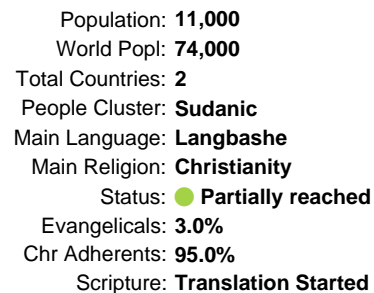 Population: 11,000
World Popl: 74,000
Total Countries: 2
People Cluster: Sudanic
Main Language: Langbashe
Main Religion: Christianity
Status: Partially reached
Evangelicals: 3.0%
Chr Adherents: 95.0%
Scripture: Translation Started